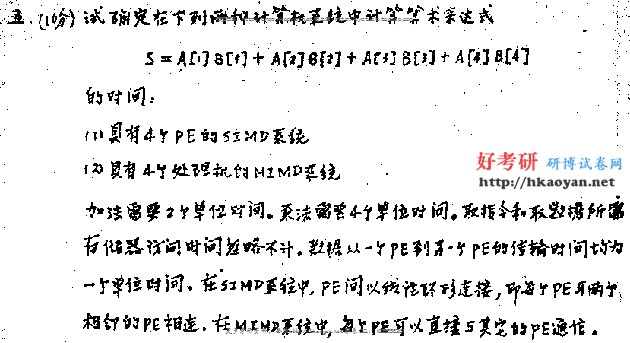 五.(10分) 试确定在下列两种计算机系统中计算算术表达式
S = A[1]B[1] + A[2]B[2] + A[3]B[3] + A[4]B[4]
的时间:
(1) 具有4个PE的SIMD系统
(2) 具有4个处理机的MIMD系统
好考研 研博试卷网
http://hkaoyan.net
加法需要2个单位时间。乘法需要4个单位时间。取指令和取数据所需
存储器访问时间忽略不计。数据从一个PE到另一个PE的传输时间均为
一个单位时间。在SIMD系统中,PE间以线性环形连接,即每个PE与两个
相邻的PE相连.在MIMD系统中,每个PE可以直接与其它的PE通信。